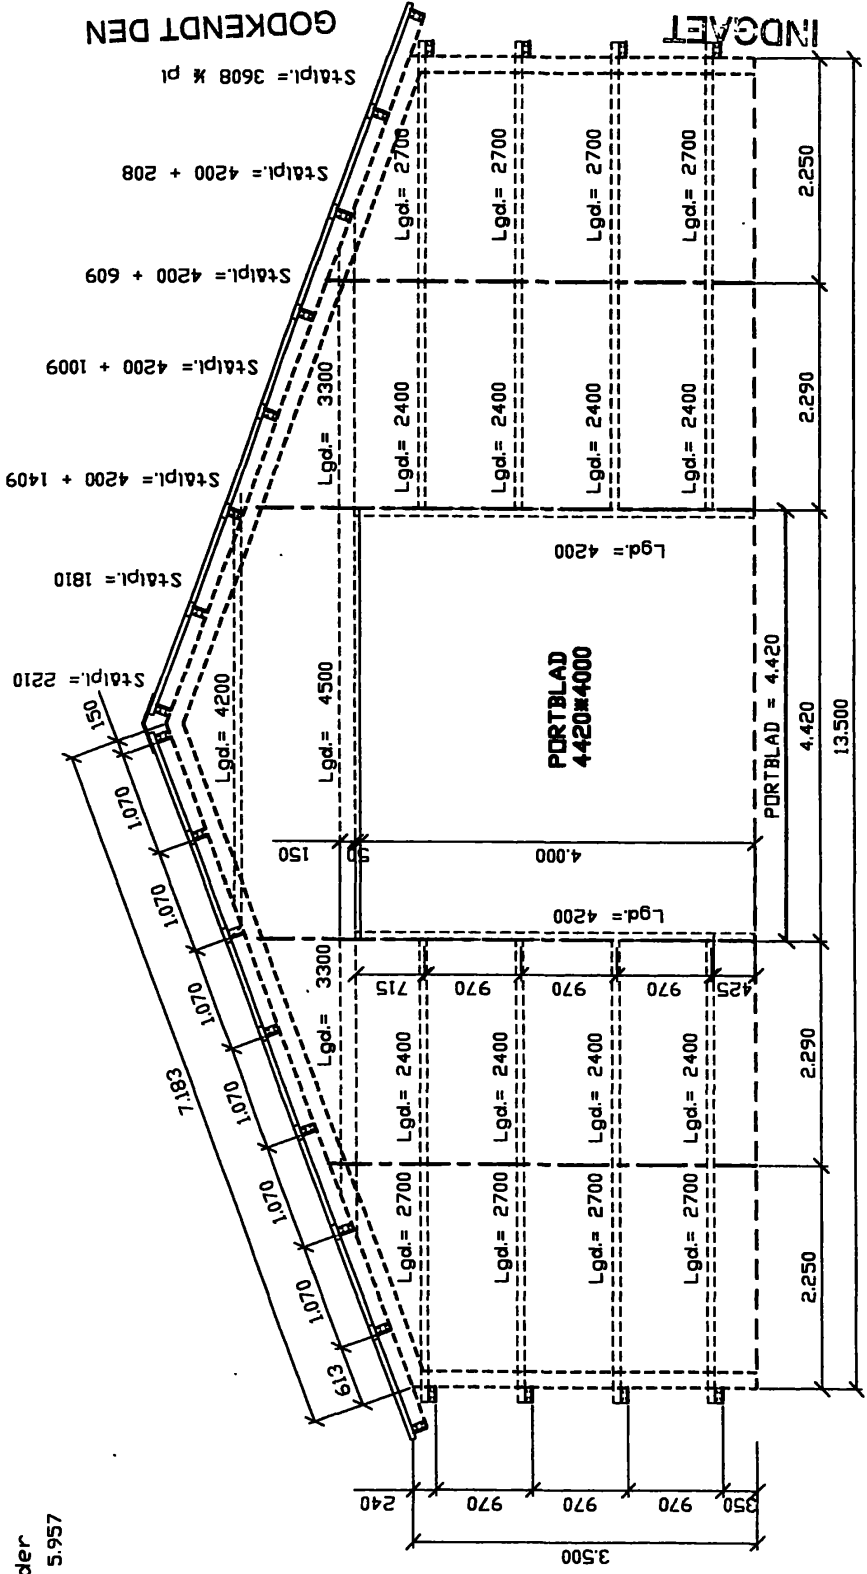 GODKENDT DEN
INDGAET
Stålpl.= 3608 * pl
Stålpl.= 4200 + 208
Stålpl.= 4200 + 609
Stålpl.= 4200 + 1009
Stålpl.= 4200 + 1409
Stålpl.= 1810
Stålpl.= 2210
150
1.070
1.070
1.070
1.070
1.070
1.070
613
7.183
Lgd.= 4200
Lgd.= 3300
Lgd.= 4500
Lgd.= 3300
150
50
4.000
Lgd.= 2700
Lgd.= 2400
Lgd.= 2400
Lgd.= 2700
Lgd.= 2700
Lgd.= 2400
Lgd.= 2400
Lgd.= 2700
Lgd.= 2700
Lgd.= 2400
Lgd.= 2400
Lgd.= 2700
Lgd.= 2700
Lgd.= 2400
Lgd.= 2400
Lgd.= 2700
Lgd.= 4200
Lgd.= 4200
PORTBLAD
4420*4000
715
970
970
970
425
240
970
970
970
350
3.500
PORTBLAD = 4.420
2.250
2.290
4.420
2.290
2.250
13.500
der
5.957